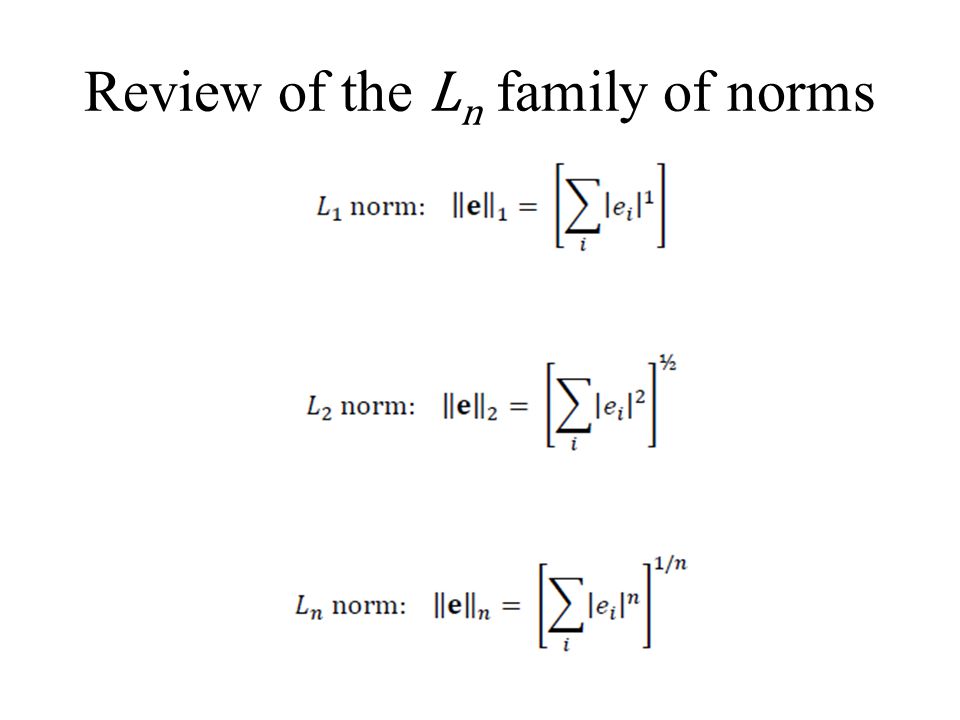 Review of the Lₙ family of norms
L₁ norm: ‖e‖₁ = [∑ᵢ|eᵢ|¹]
L₂ norm: ‖e‖₂ = [∑ᵢ|eᵢ|²]^½
Lₙ norm: ‖e‖ₙ = [∑ᵢ|eᵢ|ⁿ]^1/n